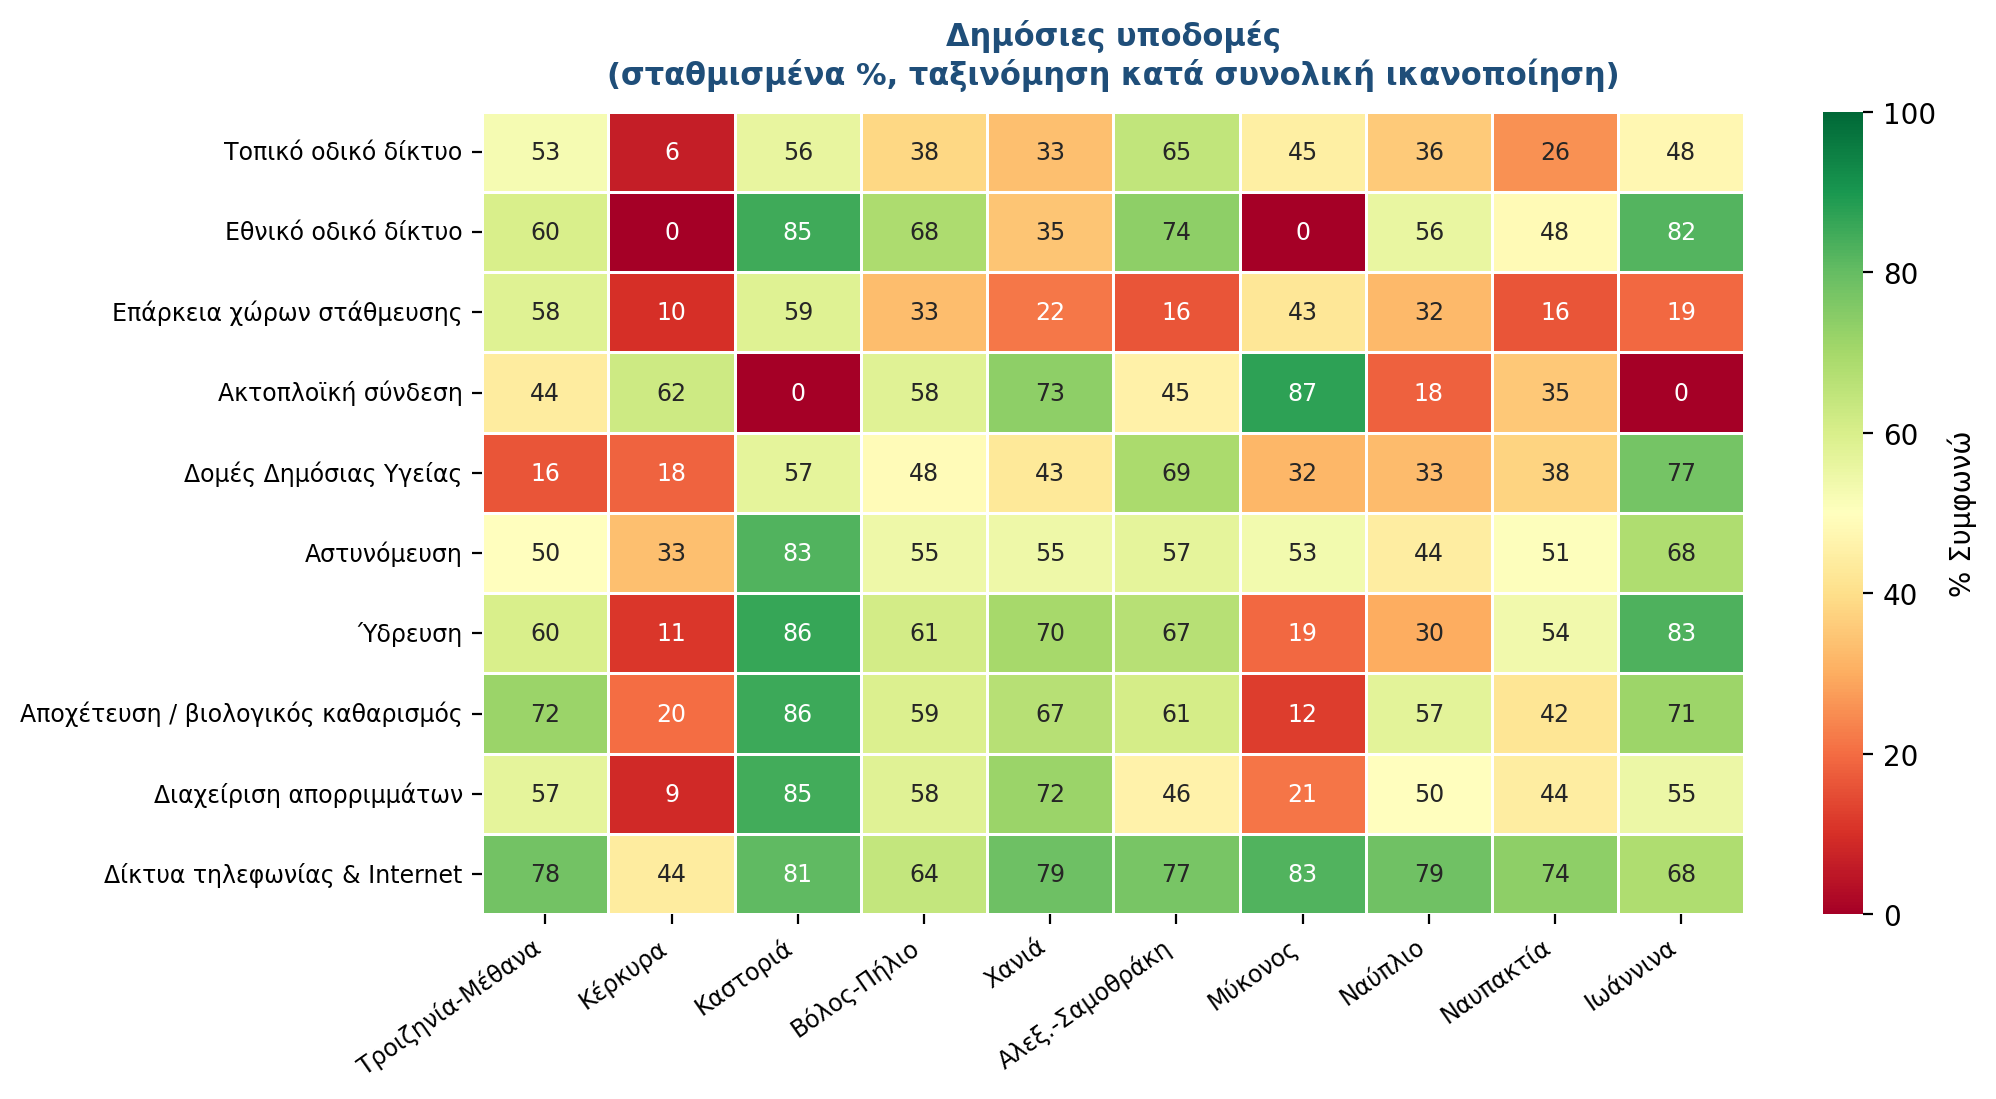 Δημόσιες υποδομές
(σταθμισμένα %, ταξινόμηση κατά συνολική ικανοποίηση)
Τοπικό οδικό δίκτυο 53 6 56 38 33 65 45 36 26 48
Εθνικό οδικό δίκτυο 60 0 85 68 35 74 0 56 48 82
Επάρκεια χώρων στάθμευσης 58 10 59 33 22 16 43 32 16 19
Ακτοπλοϊκή σύνδεση 44 62 0 58 73 45 87 18 35 0
Δομές Δημόσιας Υγείας 16 18 57 48 43 69 32 33 38 77
Αστυνόμευση 50 33 83 55 55 57 53 44 51 68
Ύδρευση 60 11 86 61 70 67 19 30 54 83
Αποχέτευση / βιολογικός καθαρισμός 72 20 86 59 67 61 12 57 42 71
Διαχείριση απορριμμάτων 57 9 85 58 72 46 21 50 44 55
Δίκτυα τηλεφωνίας & Internet 78 44 81 64 79 77 83 79 74 68
Τροιζηνία-Μέθανα
Κέρκυρα
Καστοριά
Βόλος-Πήλιο
Χανιά
Αλεξ.-Σαμοθράκη
Μύκονος
Ναύπλιο
Ναυπακτία
Ιωάννινα
100
80
60
40
20
0
% Συμφωνώ